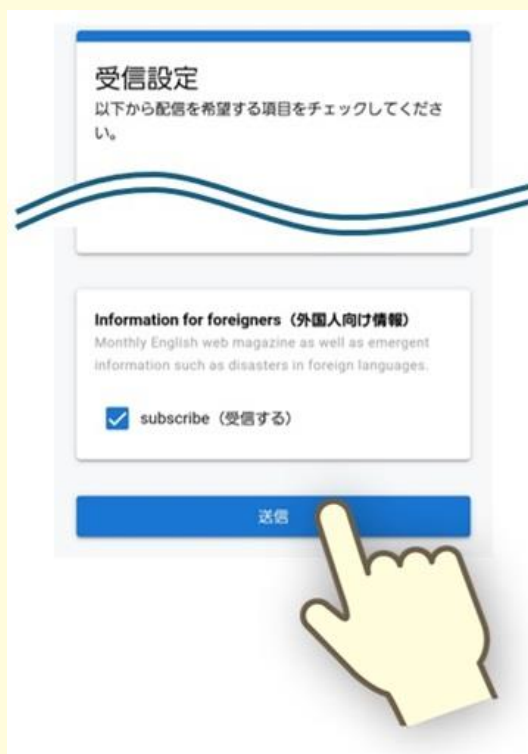 受信設定
以下から配信を希望する項目をチェックしてくださ
い。
Information for foreigners（外国人向け情報）
Monthly English web magazine as well as emergent
information such as disasters in foreign languages.
subscribe（受信する）
送信